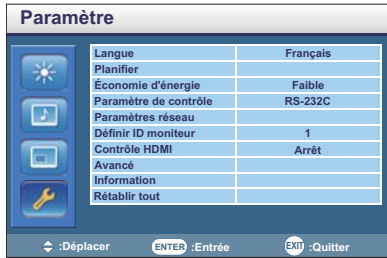 Paramètre
Langue Français
Planifier
Économie d'énergie Faible
Paramètre de contrôle RS-232C
Paramètres réseau
Définir ID moniteur 1
Contrôle HDMI Arrêt
Avancé
Information
Rétablir tout
:Déplacer ENTER :Entrée EXIT :Quitter